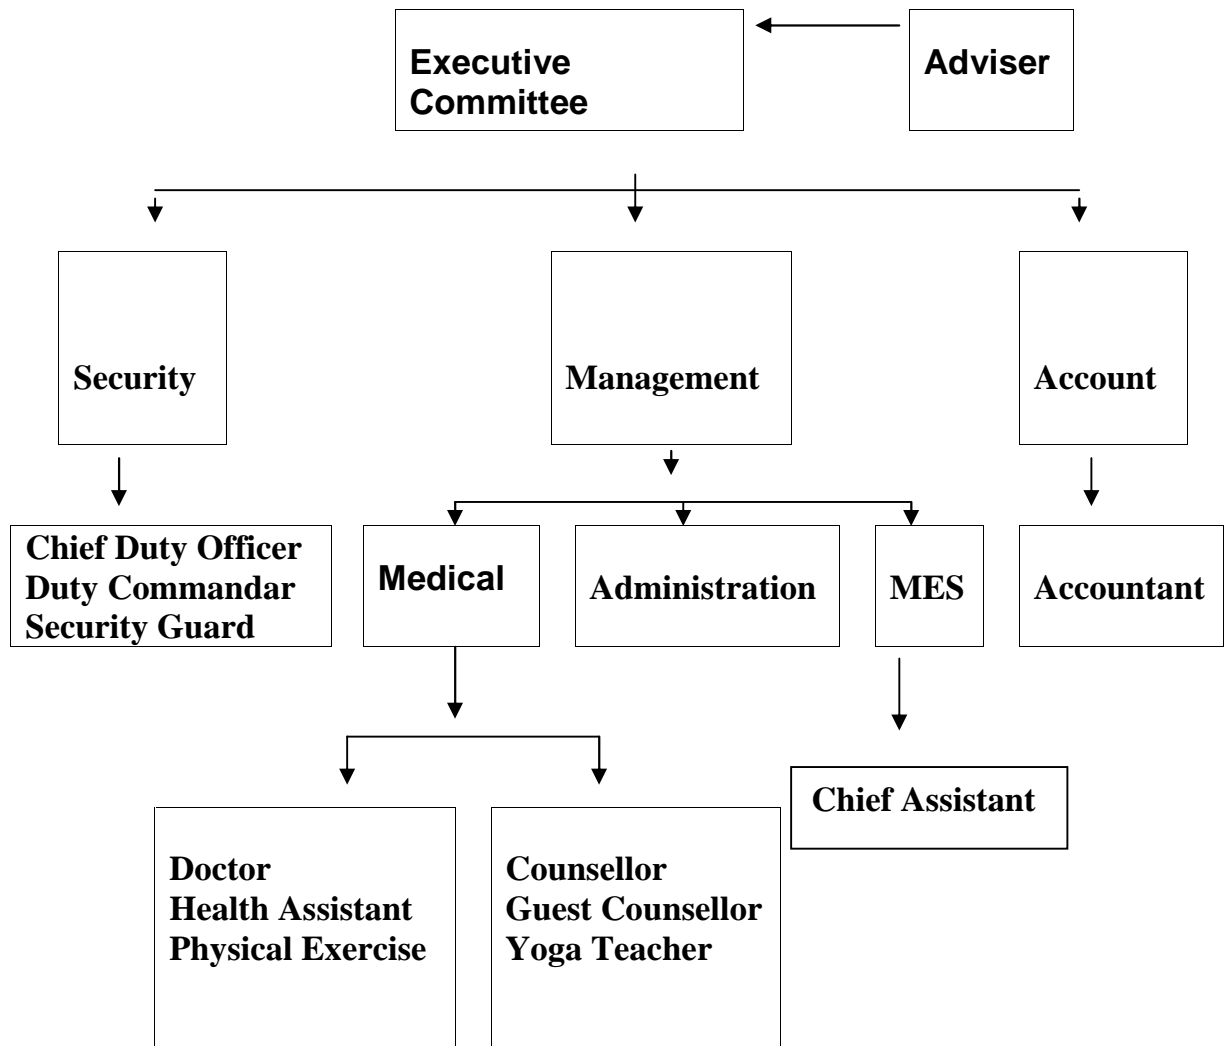 Executive
Committee
Adviser
Security
Management
Account
Chief Duty Officer
Duty Commandar
Security Guard
Medical
Administration
MES
Accountant
Chief Assistant
Doctor
Health Assistant
Physical Exercise
Counsellor
Guest Counsellor
Yoga Teacher